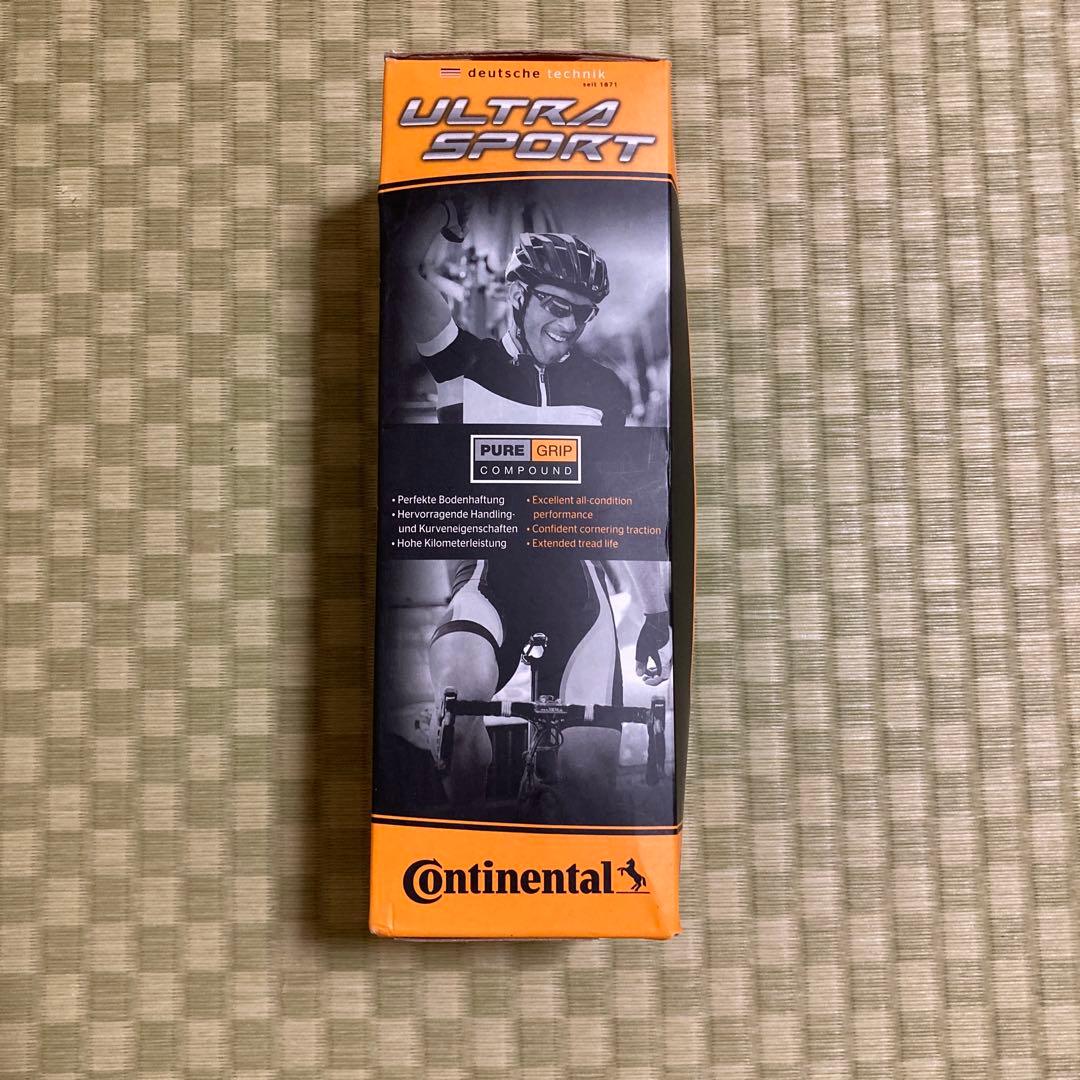 deutsche technik
seit 1871
ULTRA
SPORT
PURE GRIP
COMPOUND
• Perfekte Bodenhaftung
• Hervorragende Handling-
und Kurveneigenschaften
• Hohe Kilometerleistung
• Excellent all-condition
performance
• Confident cornering traction
• Extended tread life
Continental